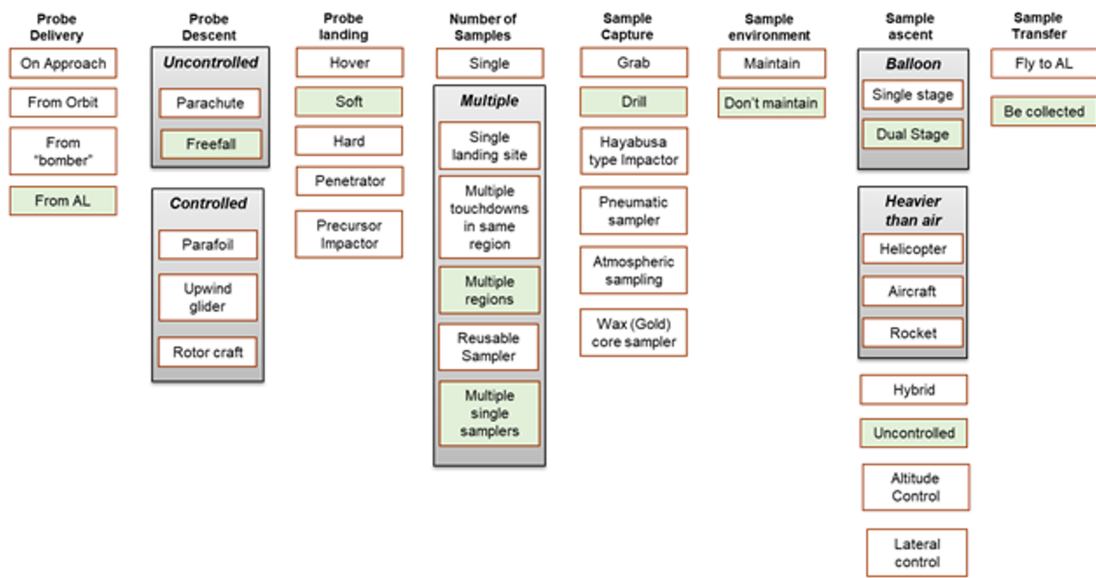 Probe
Delivery
On Approach
From Orbit
From
"bomber"
From AL
Probe
Descent
Uncontrolled
Parachute
Freefall
Controlled
Parafoil
Upwind
glider
Rotor craft
Probe
landing
Hover
Soft
Hard
Penetrator
Precursor
Impactor
Number of
Samples
Single
Multiple
Single
landing site
Multiple
touchdowns
in same
region
Multiple
regions
Reusable
Sampler
Multiple
single
samplers
Sample
Capture
Grab
Drill
Hayabusa
type Impactor
Pneumatic
sampler
Atmospheric
sampling
Wax (Gold)
core sampler
Sample
environment
Maintain
Don't maintain
Sample
ascent
Balloon
Single stage
Dual Stage
Heavier
than air
Helicopter
Aircraft
Rocket
Hybrid
Uncontrolled
Altitude
Control
Lateral
control
Sample
Transfer
Fly to AL
Be collected